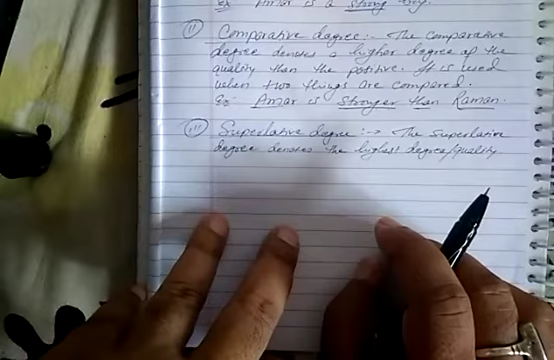 Ex Amar is a strong boy.
(ii) Comparative dagree :- The comparative
degree denotes a higher degree of the
quality than the positive. It is used
when two things are compared.
Ex: Amar is stronger than Raman.
(iii) Superlative degree :-> The superlative
degree denotes the highest degree/quality